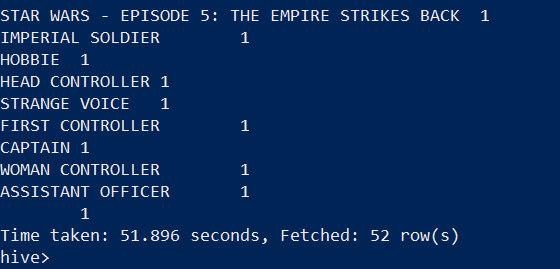 STAR WARS - EPISODE 5: THE EMPIRE STRIKES BACK  1
IMPERIAL SOLDIER        1
HOBBIE  1
HEAD CONTROLLER 1
STRANGE VOICE   1
FIRST CONTROLLER        1
CAPTAIN 1
WOMAN CONTROLLER        1
ASSISTANT OFFICER       1
        1
Time taken: 51.896 seconds, Fetched: 52 row(s)
hive>